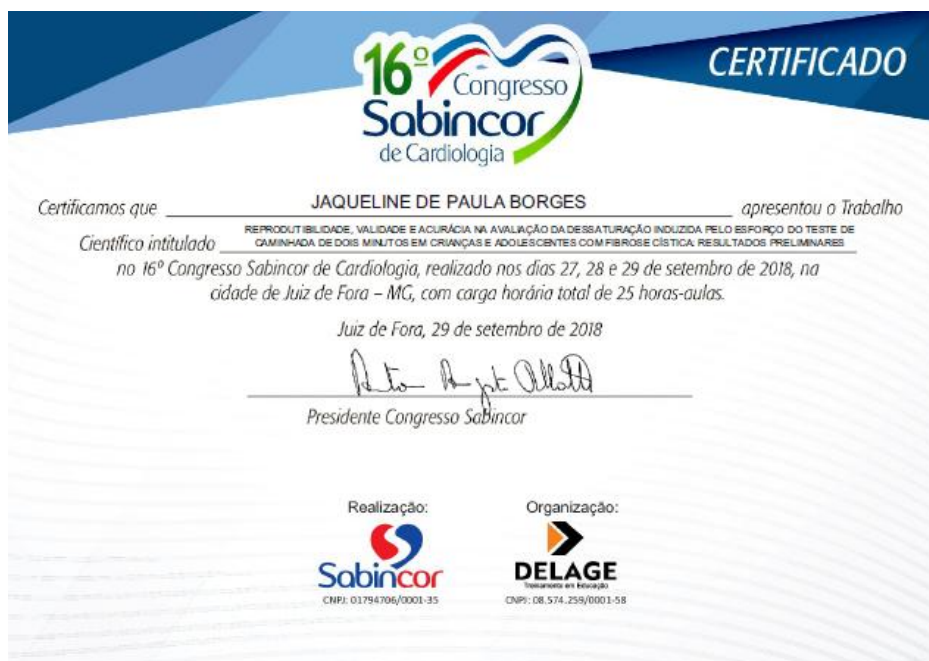 16º
Congresso
Sabincor
de Cardiologia
CERTIFICADO
Certificamos que JAQUELINE DE PAULA BORGES apresentou o Trabalho
Científico intitulado REPRODUTIBILIDADE, VALIDADE E ACURÁCIA NA AVALIAÇÃO DA DESSATURAÇÃO INDUZIDA PELO ESFORÇO DO TESTE DE
CAMINHADA DE DOIS MINUTOS EM CRIANÇAS E ADOLESCENTES COM FIBROSE CÍSTICA: RESULTADOS PRELIMINARES
no 16º Congresso Sabincor de Cardiologia, realizado nos dias 27, 28 e 29 de setembro de 2018, na
cidade de Juiz de Fora – MG, com carga horária total de 25 horas-aulas.
Juiz de Fora, 29 de setembro de 2018
Presidente Congresso Sabincor
Realização:
Organização:
Sabincor
DELAGE
Treinamento em Educação
CNPJ: 01794706/0001-35
CNPJ: 08.574.259/0001-58